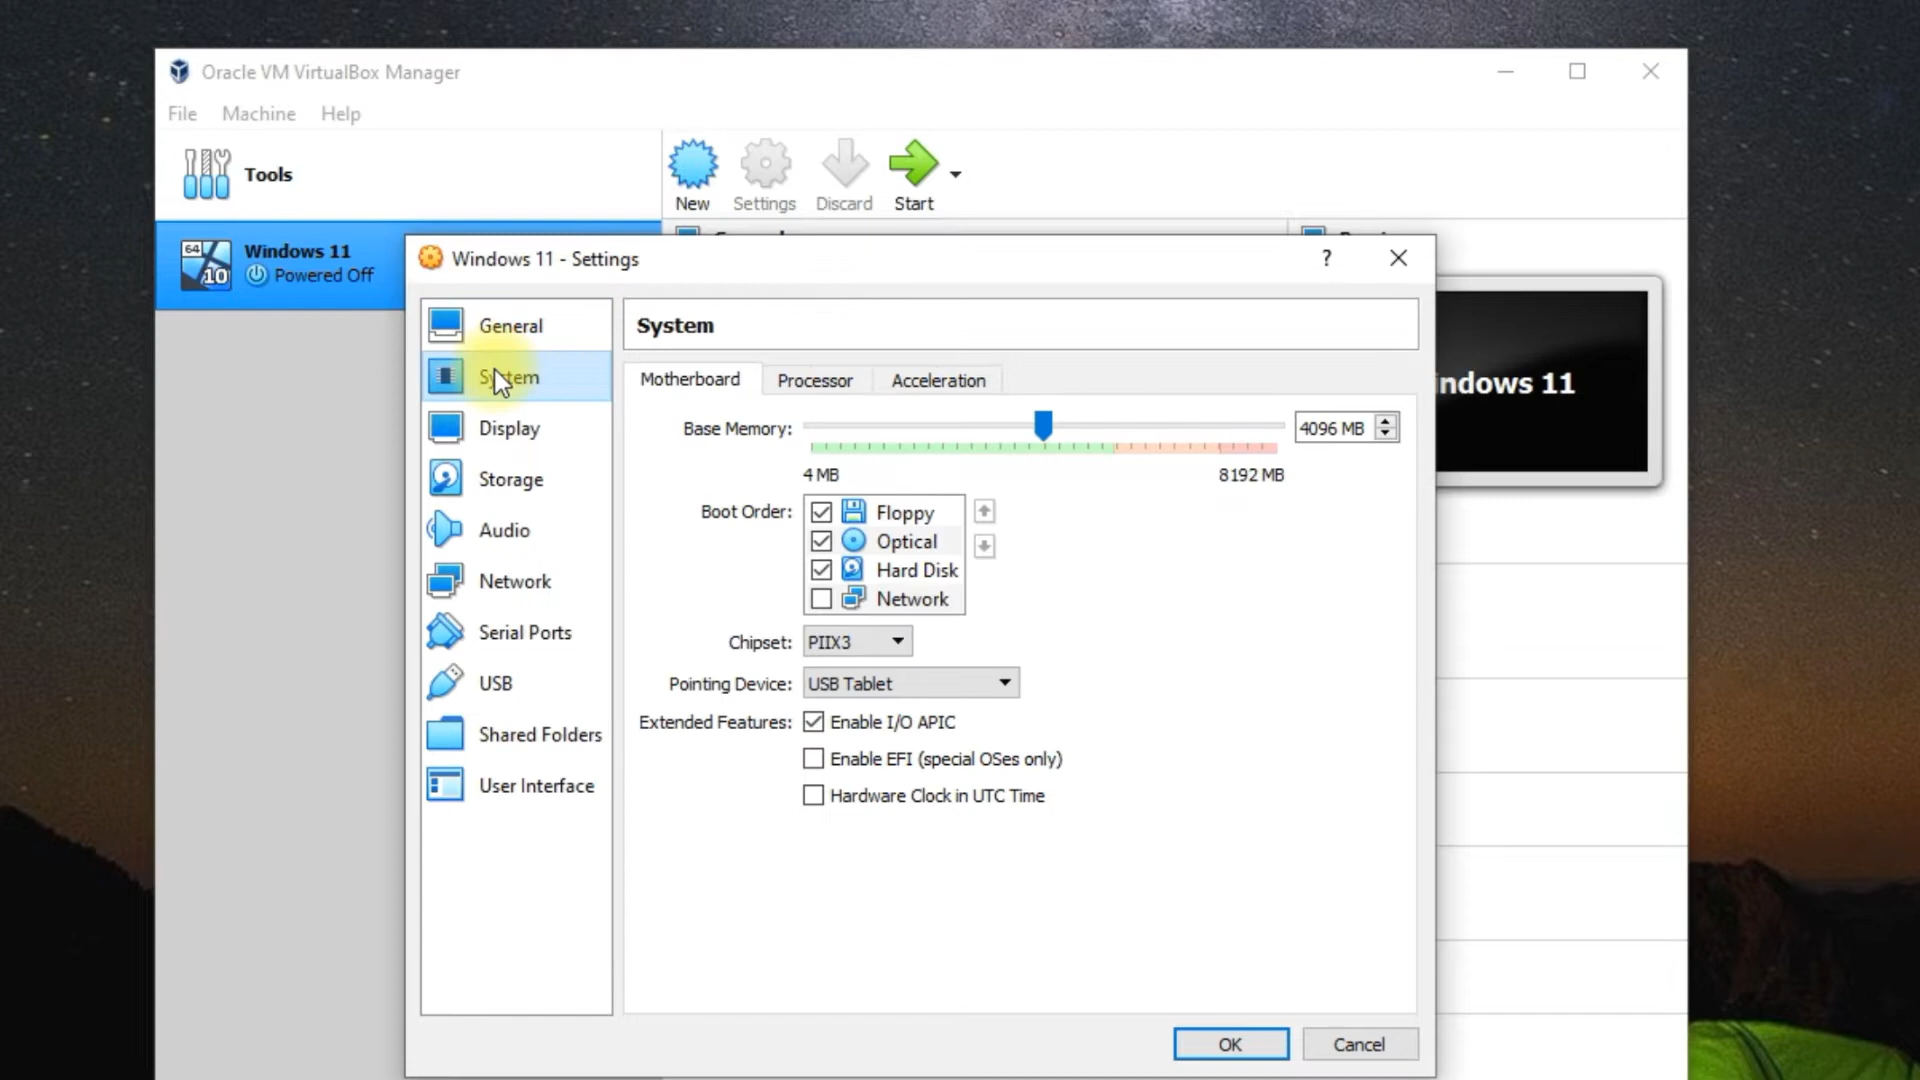 Oracle VM VirtualBox Manager
File Machine Help
Tools
New Settings Discard Start
64
10
Windows 11
Powered Off
Windows 11 - Settings
?
General
System
Display
Storage
Audio
Network
Serial Ports
USB
Shared Folders
User Interface
System
Motherboard Processor Acceleration
Base Memory: 4096 MB
4 MB 8192 MB
Boot Order: Floppy
Optical
Hard Disk
Network
Chipset: PIIX3
Pointing Device: USB Tablet
Extended Features: Enable I/O APIC
Enable EFI (special OSes only)
Hardware Clock in UTC Time
OK Cancel
indows 11